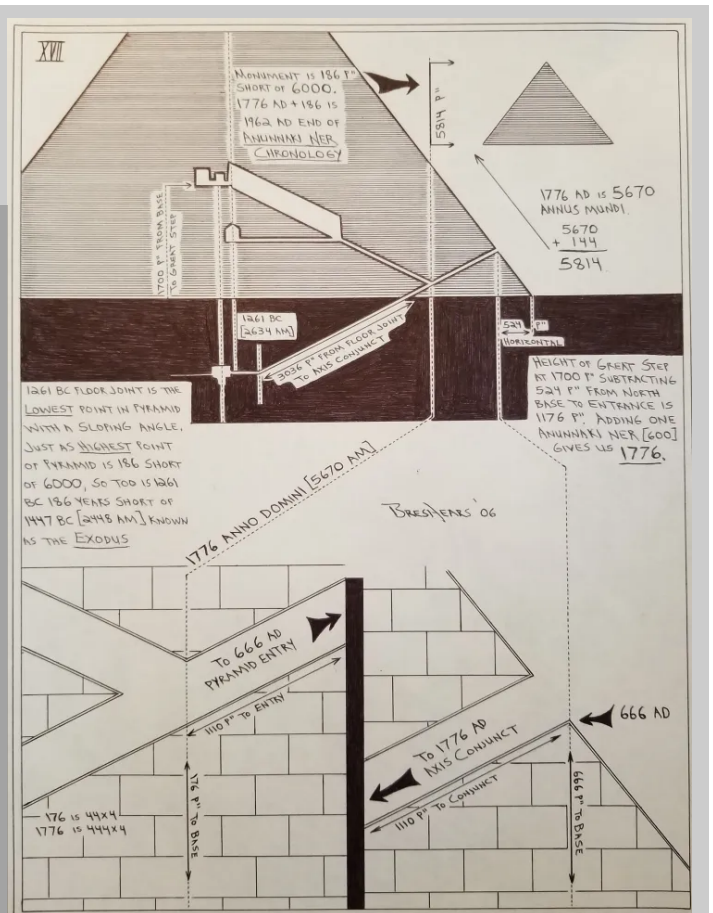 XVII
MONUMENT IS 186 P"
SHORT OF 6000.
1776 AD + 186 IS
1962 AD END OF
ANUNNAKI NER
CHRONOLOGY
5814 P"
1776 AD IS 5670
ANNUS MUNDI.
5670
+ 144
5814
1700 P" FROM BASE
TO GREAT STEP
1261 BC
[2634 AM]
3036 P" FROM FLOOR JOINT
TO AXIS CONJUNCT
524 P"
HORIZONTAL
HEIGHT OF GREAT STEP
AT 1700 P" SUBTRACTING
524 P" FROM NORTH
BASE TO ENTRANCE IS
1176 P". ADDING ONE
ANUNNAKI NER [600]
GIVES US 1776.
1261 BC FLOOR JOINT IS THE
LOWEST POINT IN PYRAMID
WITH A SLOPING ANGLE,
JUST AS HIGHEST POINT
OF PYRAMID IS 186 SHORT
OF 6000, SO TOO IS 1261
BC 186 YEARS SHORT OF
1447 BC [2448 AM] KNOWN
AS THE EXODUS
1776 ANNO DOMINI [5670 AM]
BRESHEARS '06
TO 666 AD
PYRAMID ENTRY
1110 P" TO ENTRY
176 P" TO BASE
176 IS 44X4
1776 IS 444X4
TO 1776 AD
AXIS CONJUNCT
1110 P" TO CONJUNCT
666 AD
666 P" TO BASE